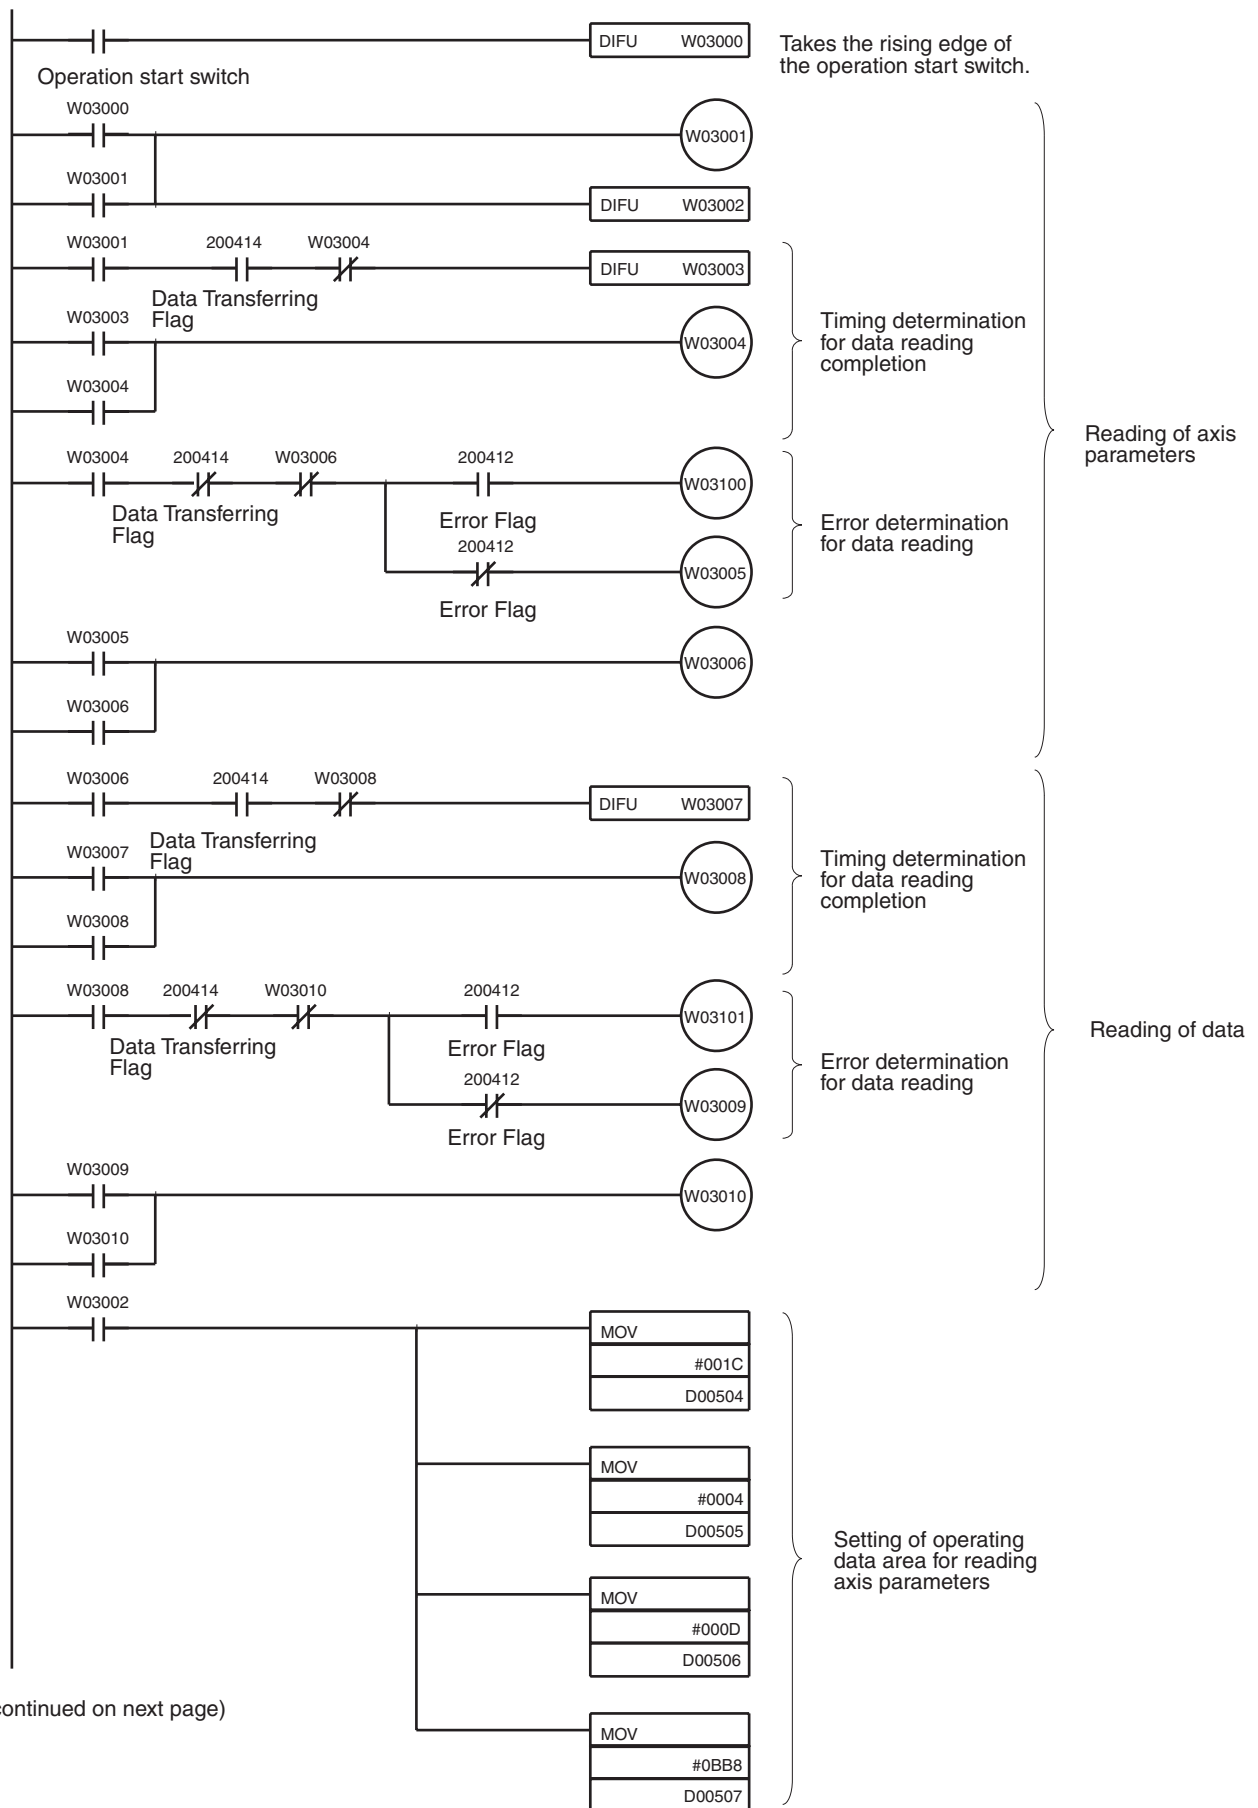 DIFU W03000
Takes the rising edge of
the operation start switch.
Operation start switch
W03000
W03001
W03001
DIFU W03002
W03001 200414 W03004
DIFU W03003
Data Transferring
Flag
W03003
W03004
W03004
Timing determination
for data reading
completion
Reading of axis
parameters
W03004 200414 W03006 200412
W03100
Data Transferring
Flag
Error Flag
200412
W03005
Error Flag
Error determination
for data reading
W03005
W03006
W03006
W03006 200414 W03008
DIFU W03007
Data Transferring
Flag
W03007
W03008
W03008
Timing determination
for data reading
completion
W03008 200414 W03010 200412
W03101
Reading of data
Data Transferring
Flag
Error Flag
200412
W03009
Error Flag
Error determination
for data reading
W03009
W03010
W03010
W03002
MOV
#001C
D00504
MOV
#0004
D00505
Setting of operating
data area for reading
axis parameters
MOV
#000D
D00506
continued on next page)
MOV
#0BB8
D00507